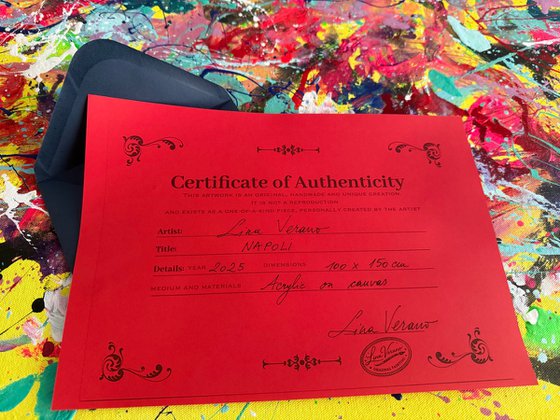 Certificate of Authenticity
THIS ARTWORK IS AN ORIGINAL, HANDMADE AND UNIQUE CREATION.
IT IS NOT A REPRODUCTION
AND EXISTS AS A ONE-OF-A-KIND PIECE, PERSONALLY CREATED BY THE ARTIST
Artist: Lina Verano
Title: NAPOLI
Details: YEAR 2025 DIMENSIONS 100 x 150 cm
MEDIUM AND MATERIALS Acrylic on canvas
Lina Verano
Lina Verano